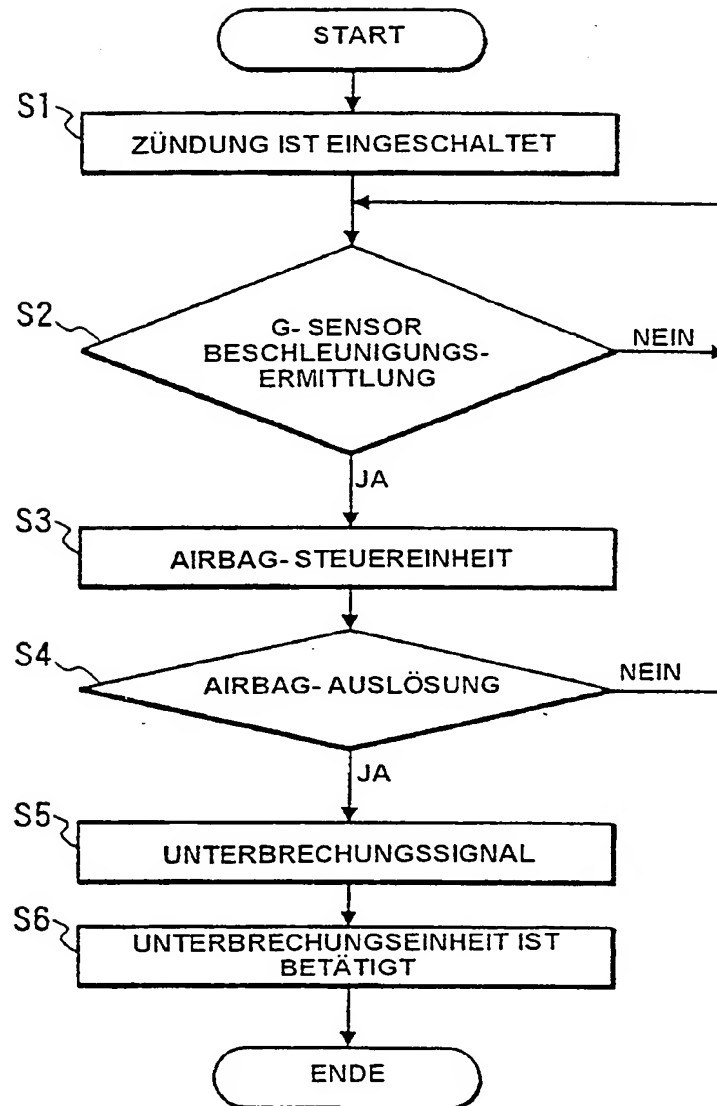 START
S1
ZÜNDUNG IST EINGESCHALTET
S2
G- SENSOR
BESCHLEUNIGUNGS-
ERMITTLUNG
NEIN
JA
S3
AIRBAG- STEUEREINHEIT
S4
AIRBAG- AUSLÖSUNG
NEIN
JA
S5
UNTERBRECHUNGSSIGNAL
S6
UNTERBRECHUNGSEINHEIT IST
BETÄTIGT
ENDE